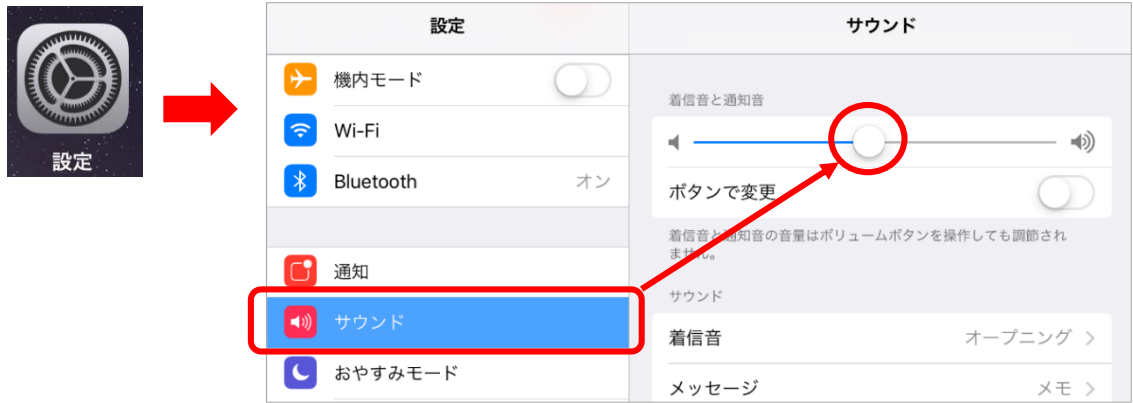 設定
設定
機内モード
Wi-Fi
Bluetooth オン
通知
サウンド
おやすみモード
サウンド
着信音と通知音
ボタンで変更
着信音と通知音の音量はボリュームボタンを操作しても調節され
ません。
サウンド
着信音 オープニング
メッセージ メモ